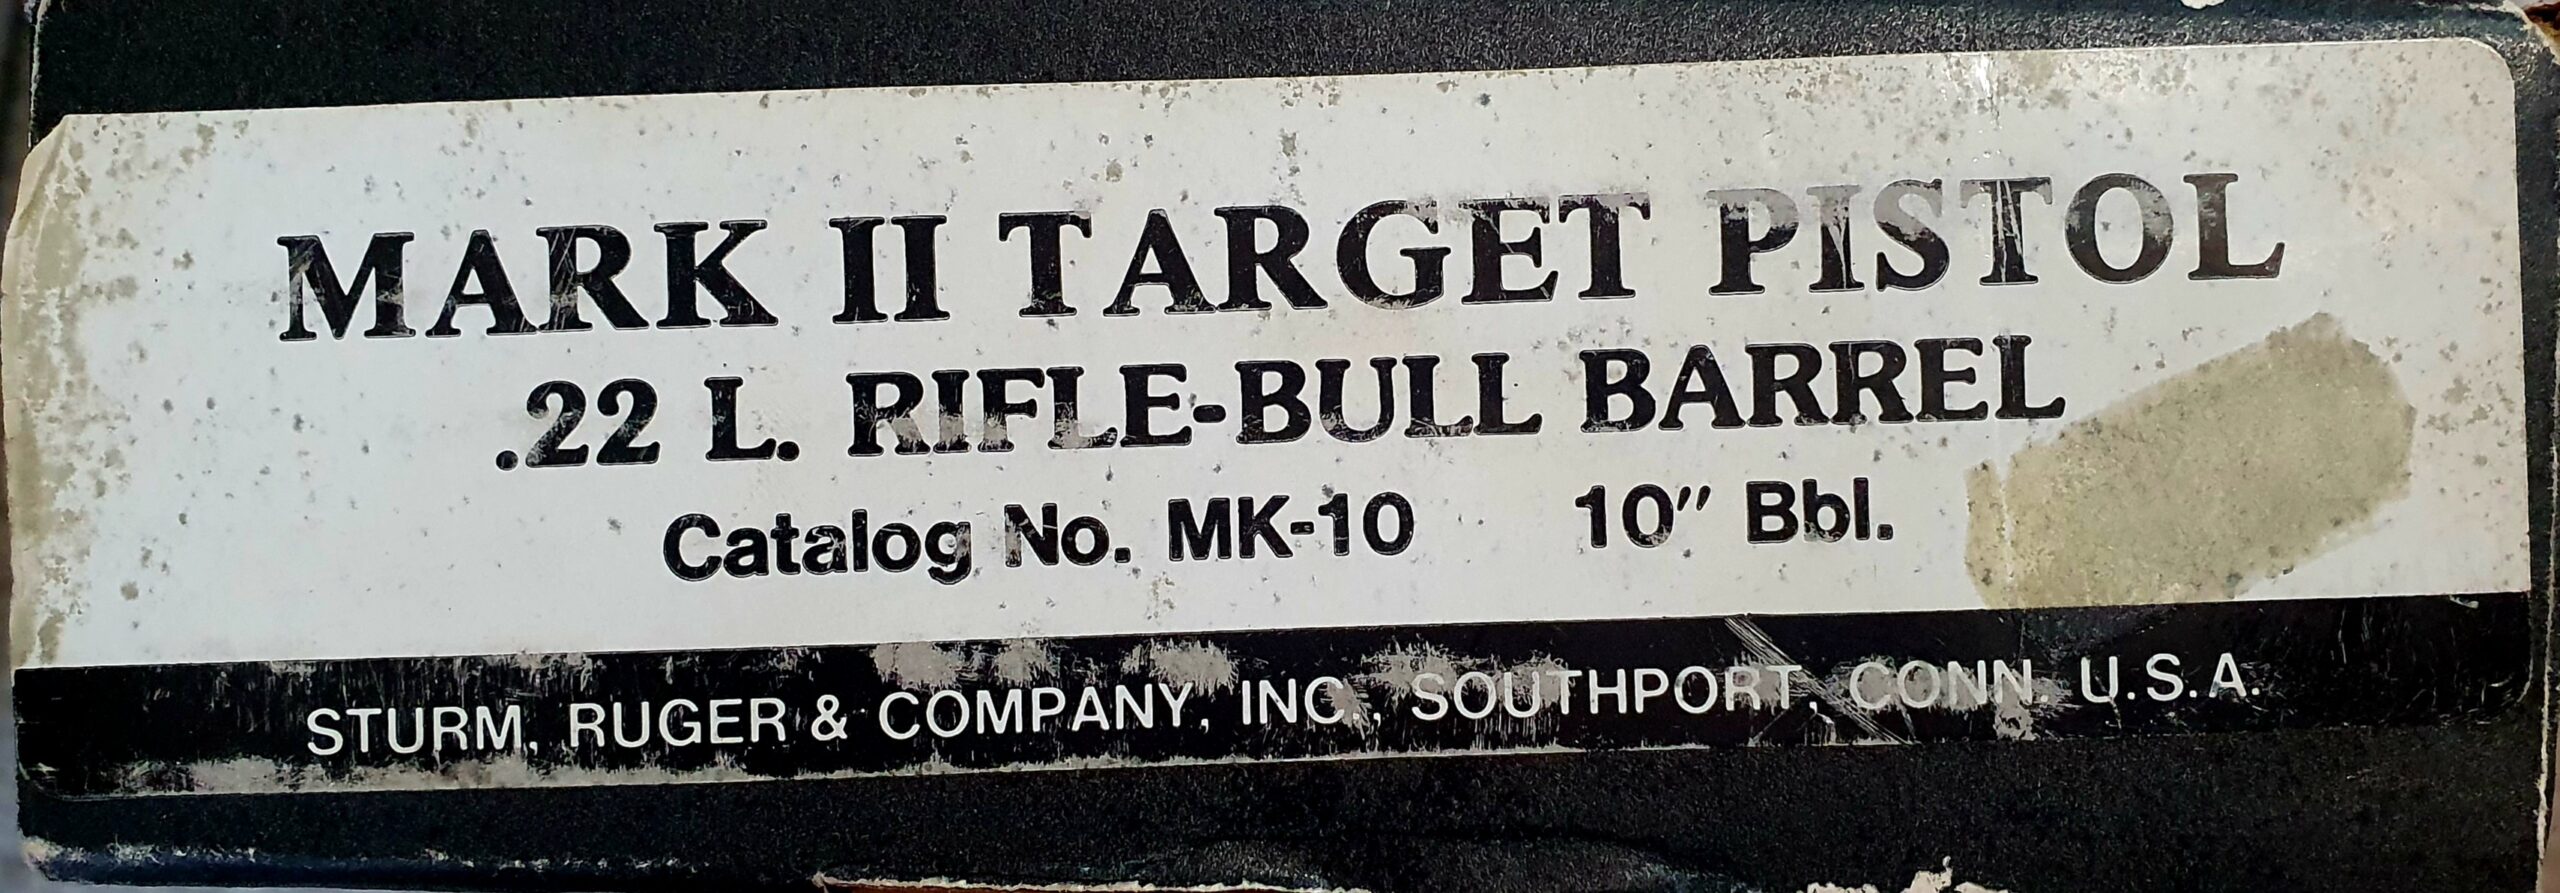 MARK II TARGET PISTOL
.22 L. RIFLE-BULL BARREL
Catalog No. MK-10 10" Bbl.
STURM, RUGER & COMPANY, INC., SOUTHPORT, CONN. U.S.A.